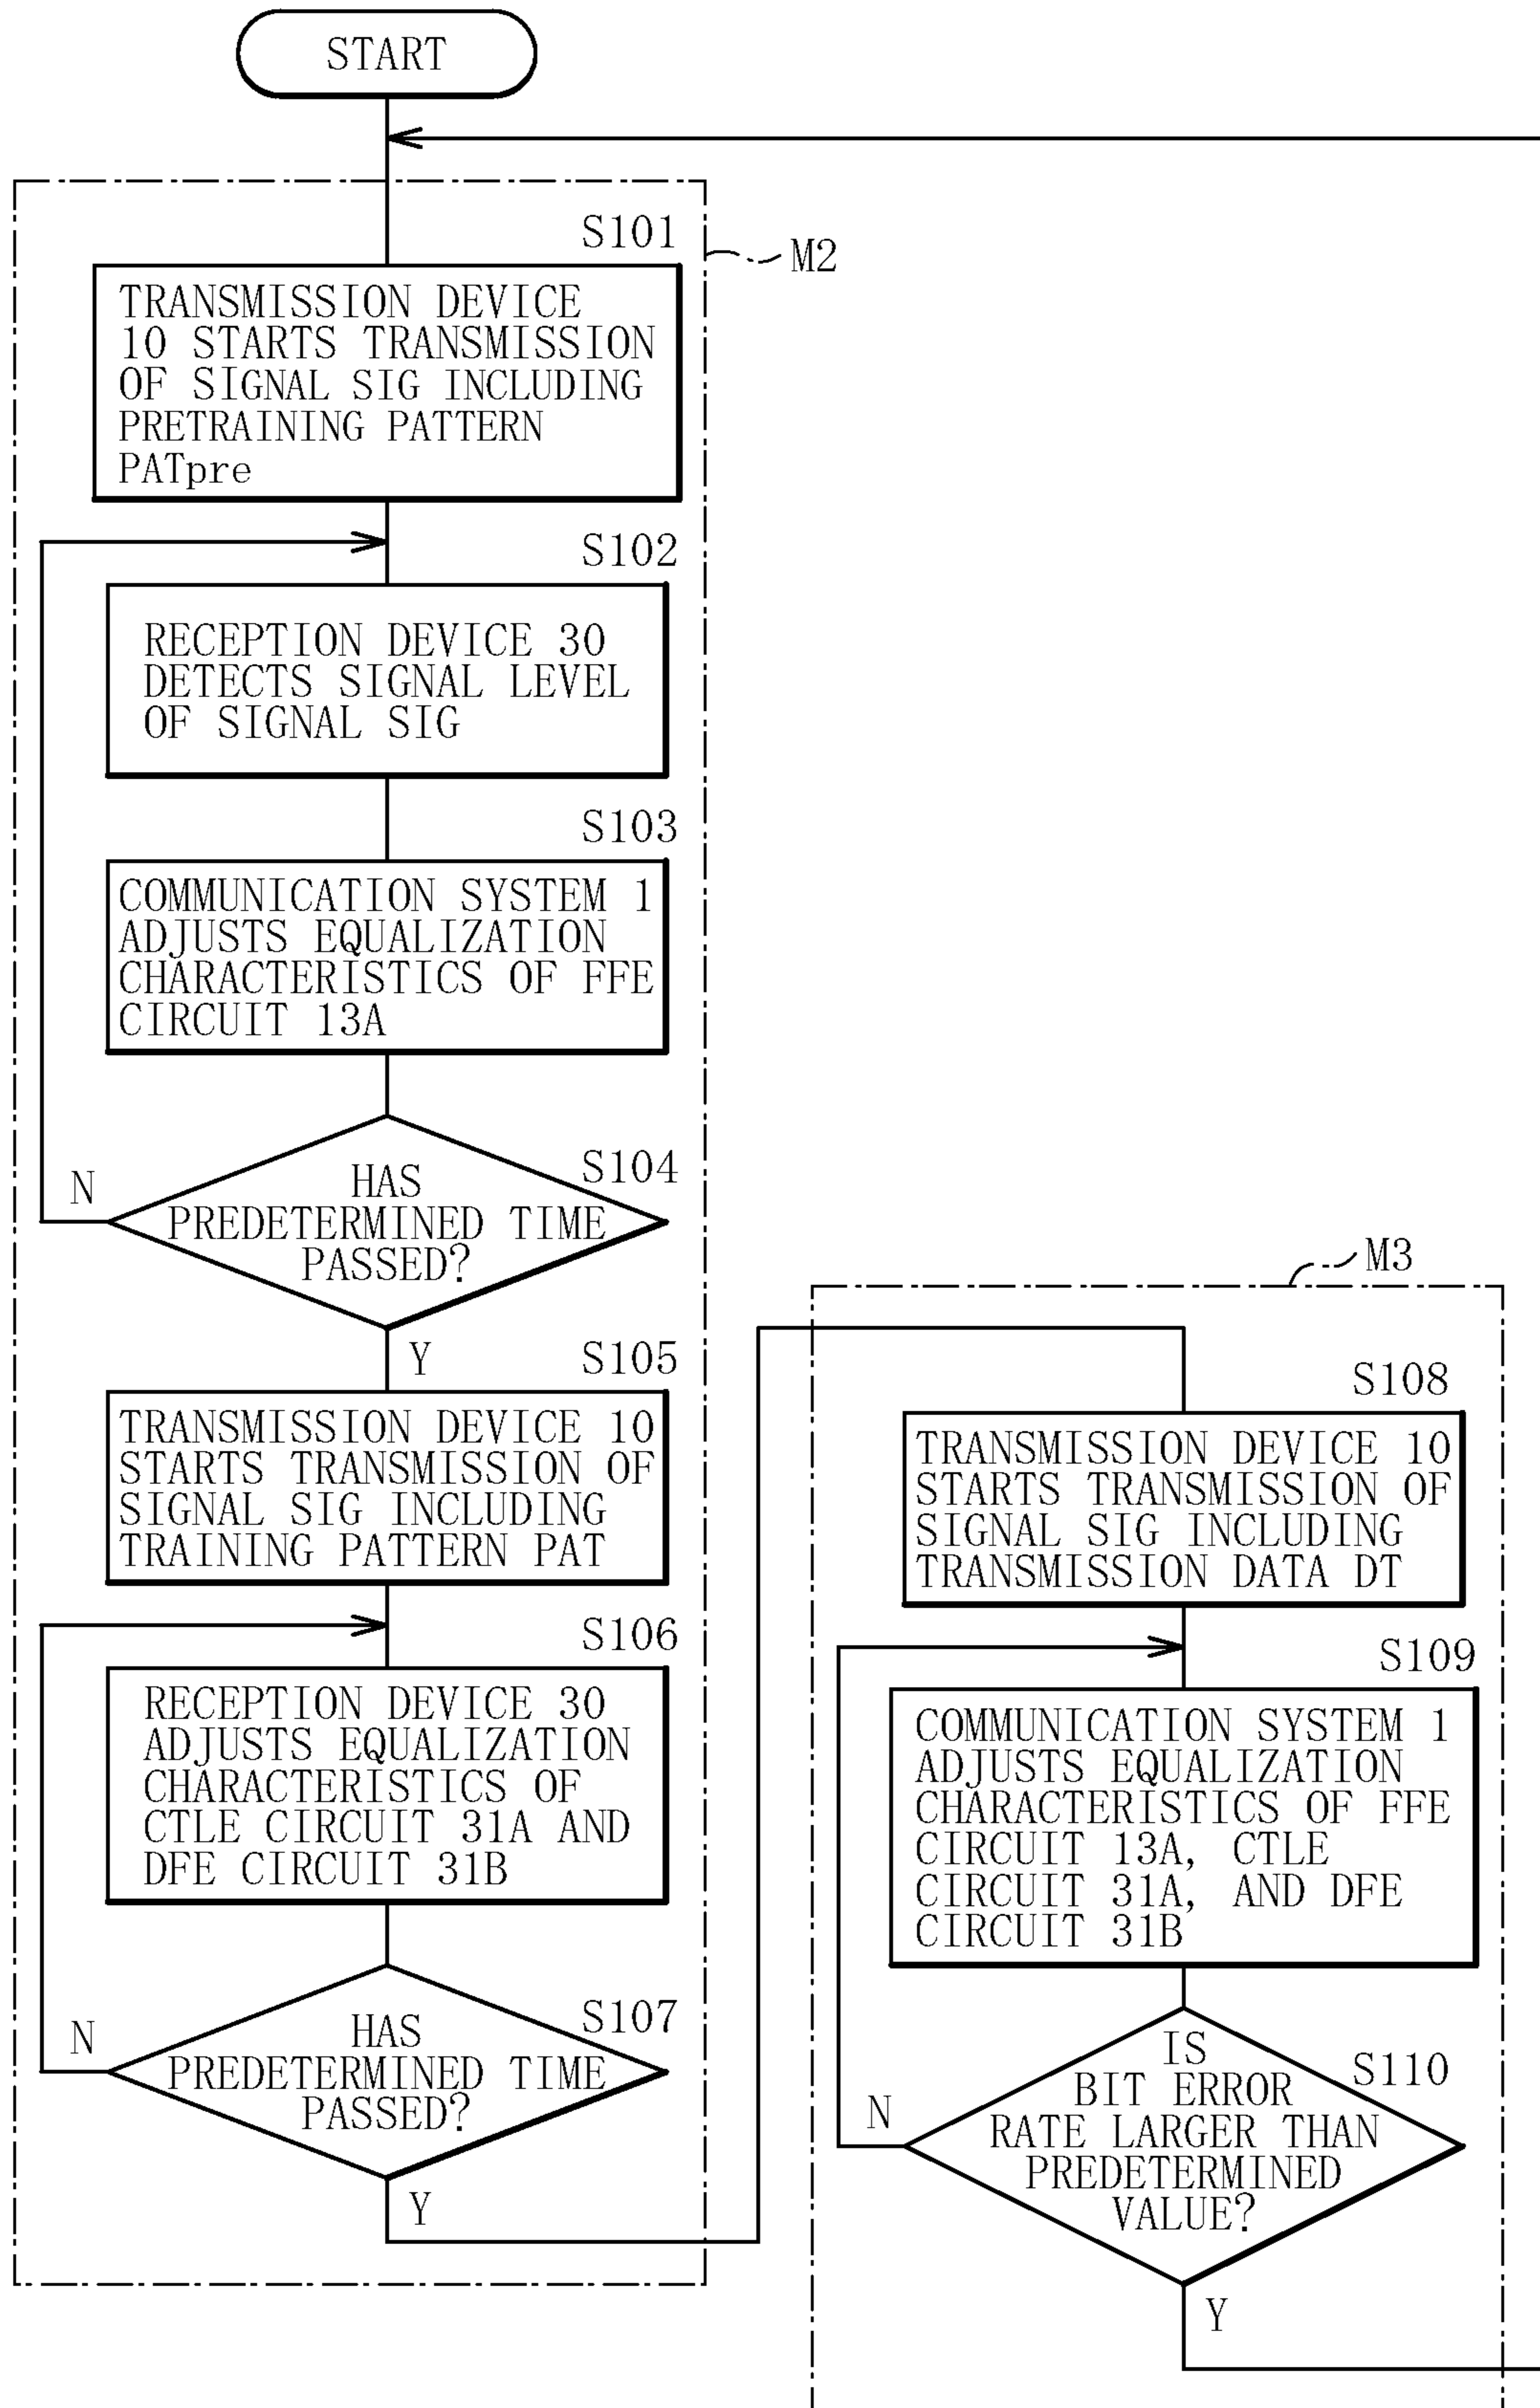 START
S101
M2
TRANSMISSION DEVICE
10 STARTS TRANSMISSION
OF SIGNAL SIG INCLUDING
PRETRAINING PATTERN
PATpre
S102
RECEPTION DEVICE 30
DETECTS SIGNAL LEVEL
OF SIGNAL SIG
S103
COMMUNICATION SYSTEM 1
ADJUSTS EQUALIZATION
CHARACTERISTICS OF FFE
CIRCUIT 13A
S104
N
HAS
PREDETERMINED TIME
PASSED?
Y
S105
TRANSMISSION DEVICE 10
STARTS TRANSMISSION OF
SIGNAL SIG INCLUDING
TRAINING PATTERN PAT
S106
RECEPTION DEVICE 30
ADJUSTS EQUALIZATION
CHARACTERISTICS OF
CTLE CIRCUIT 31A AND
DFE CIRCUIT 31B
S107
N
HAS
PREDETERMINED TIME
PASSED?
Y
M3
S108
TRANSMISSION DEVICE 10
STARTS TRANSMISSION OF
SIGNAL SIG INCLUDING
TRANSMISSION DATA DT
S109
COMMUNICATION SYSTEM 1
ADJUSTS EQUALIZATION
CHARACTERISTICS OF FFE
CIRCUIT 13A, CTLE
CIRCUIT 31A, AND DFE
CIRCUIT 31B
S110
N
IS
BIT ERROR
RATE LARGER THAN
PREDETERMINED
VALUE?
Y